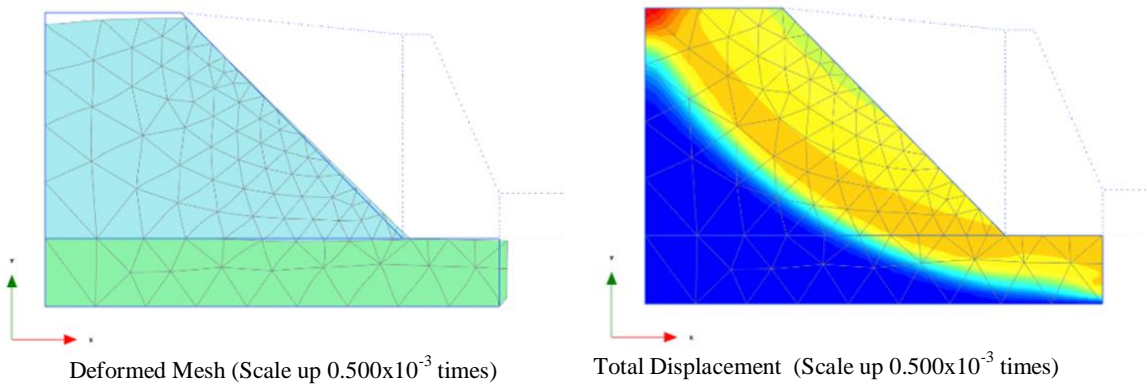 Y
X
Y
X
Deformed Mesh (Scale up 0.500x10⁻³ times)
Total Displacement (Scale up 0.500x10⁻³ times)